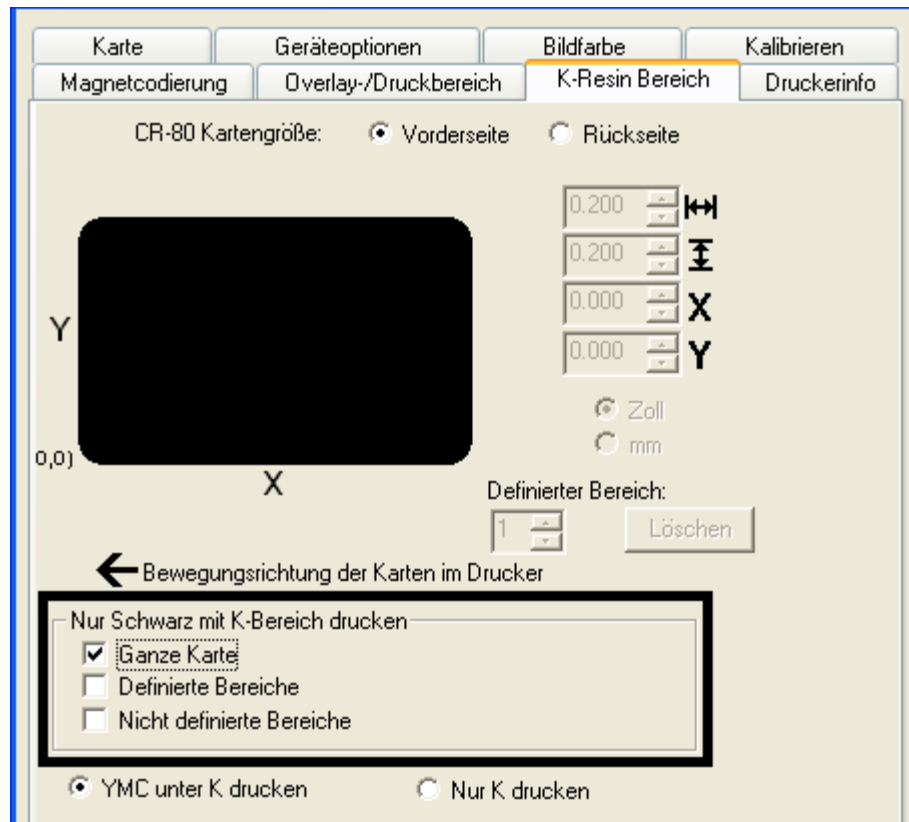 Karte Geräteoptionen Bildfarbe Kalibrieren
Magnetcodierung Overlay-/Druckbereich K-Resin Bereich Druckerinfo
CR-80 Kartengröße: Vorderseite Rückseite
0.200
0.200
0.000 X
Y 0.000 Y
Zoll
0,0) mm
X
Definierter Bereich:
1 Löschen
Bewegungsrichtung der Karten im Drucker
Nur Schwarz mit K-Bereich drucken
Ganze Karte
Definierte Bereiche
Nicht definierte Bereiche
YMC unter K drucken Nur K drucken